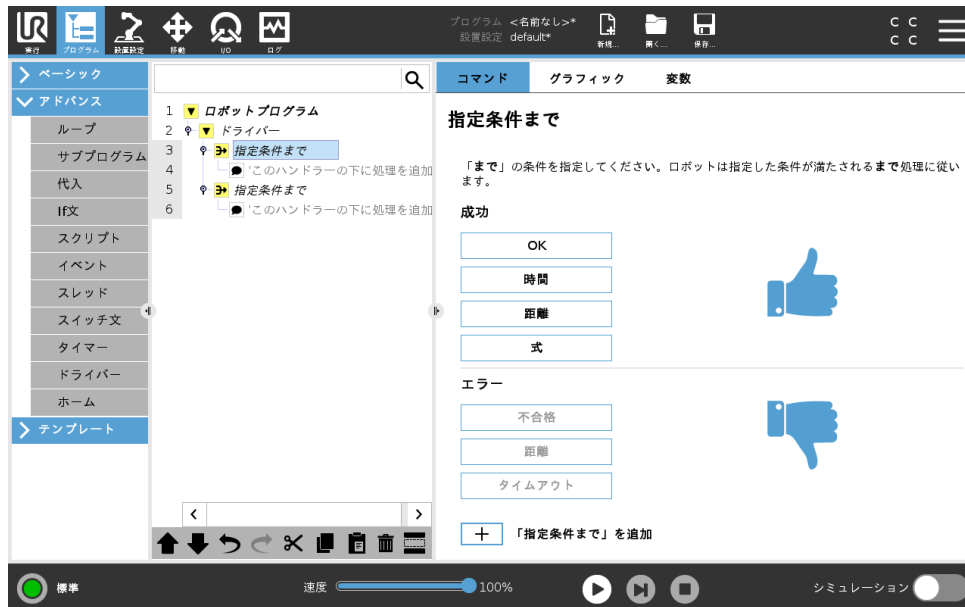 UR
実行
プログラム
設置設定
移動
I/O
ログ
プログラム <名前なし>*
設置設定 default*
新規...
開く...
保存...
C C
C C
ベーシック
アドバンス
ループ
サブプログラム
代入
If文
スクリプト
イベント
スレッド
スイッチ文
タイマー
ドライバー
ホーム
テンプレート
1 ロボットプログラム
2 ドライバー
3 指定条件まで
4 'このハンドラーの下に処理を追加
5 指定条件まで
6 'このハンドラーの下に処理を追加
コマンド グラフィック 変数
指定条件まで
「まで」の条件を指定してください。ロボットは指定した条件が満たされるまで処理に従い
ます。
成功
OK
時間
距離
式
エラー
不合格
距離
タイムアウト
「指定条件まで」を追加
標準
速度
100%
シミュレーション